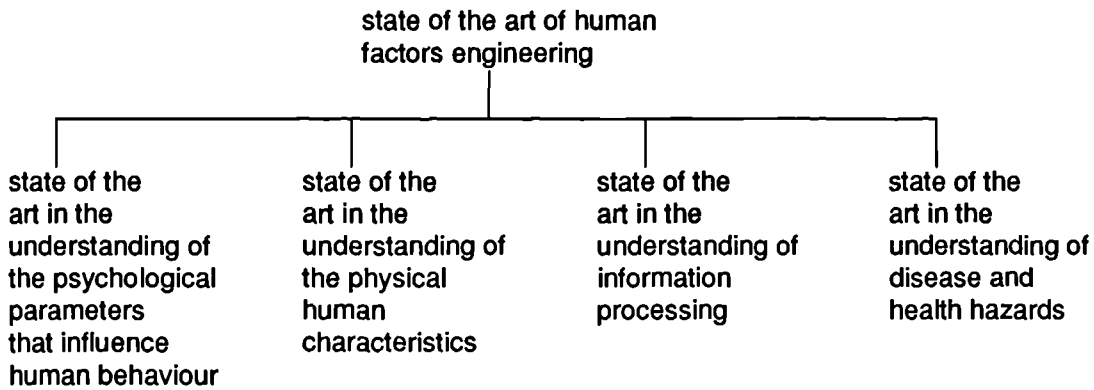 state of the art of human
factors engineering
state of the
art in the
understanding of
the psychological
parameters
that influence
human behaviour
state of the
art in the
understanding of
the physical
human
characteristics
state of the
art in the
understanding of
information
processing
state of the
art in the
understanding of
disease and
health hazards